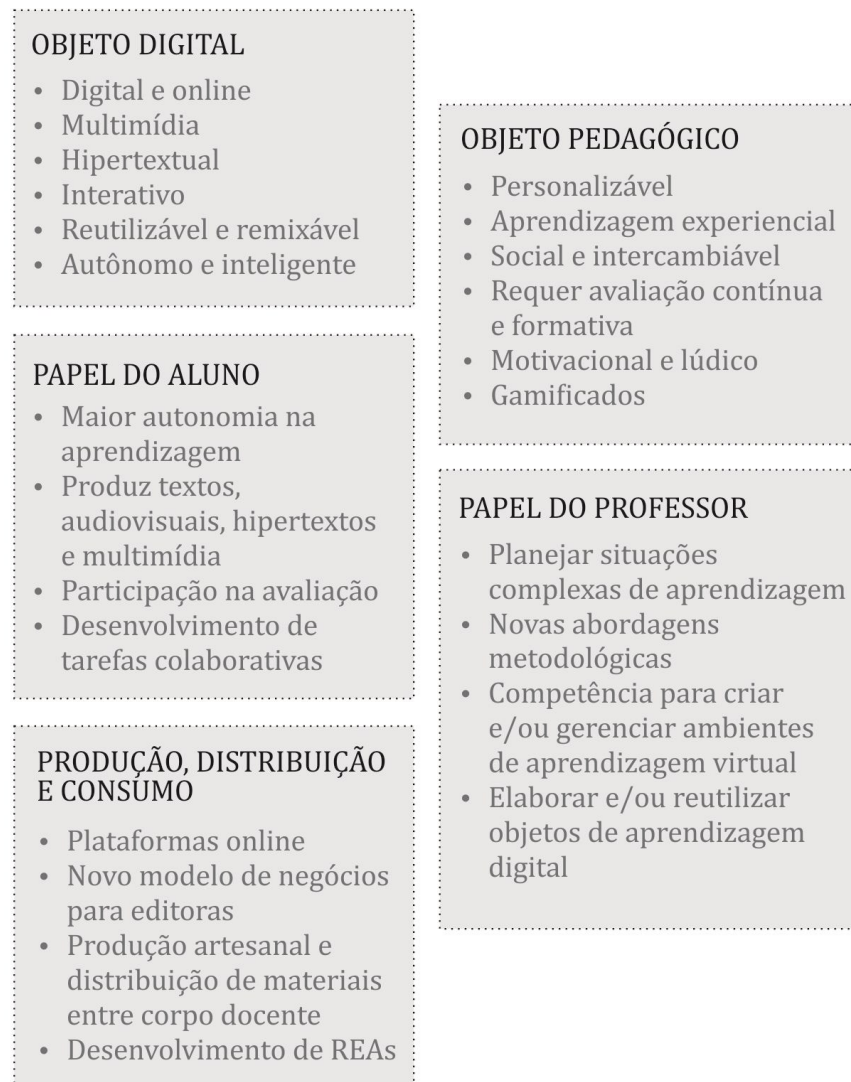 OBJETO DIGITAL
• Digital e online
• Multimídia
• Hipertextual
• Interativo
• Reutilizável e remixável
• Autônomo e inteligente
PAPEL DO ALUNO
• Maior autonomia na
aprendizagem
• Produz textos,
audiovisuais, hipertextos
e multimídia
• Participação na avaliação
• Desenvolvimento de
tarefas colaborativas
PRODUÇÃO, DISTRIBUIÇÃO
E CONSUMO
• Plataformas online
• Novo modelo de negócios
para editoras
• Produção artesanal e
distribuição de materiais
entre corpo docente
• Desenvolvimento de REAs
OBJETO PEDAGÓGICO
• Personalizável
• Aprendizagem experiencial
• Social e intercambiável
• Requer avaliação contínua
e formativa
• Motivacional e lúdico
• Gamificados
PAPEL DO PROFESSOR
• Planejar situações
complexas de aprendizagem
• Novas abordagens
metodológicas
• Competência para criar
e/ou gerenciar ambientes
de aprendizagem virtual
• Elaborar e/ou reutilizar
objetos de aprendizagem
digital